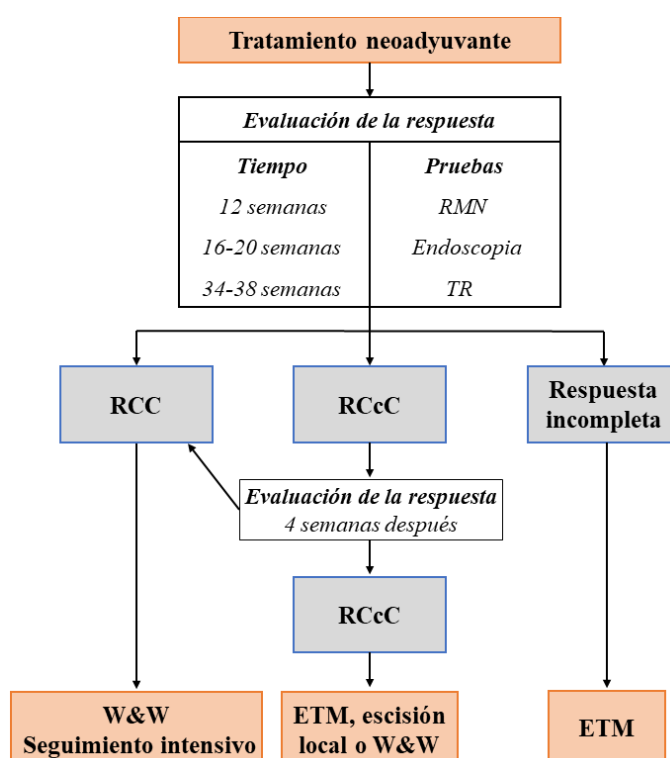 Tratamiento neoadyuvante
Evaluación de la respuesta
Tiempo
Pruebas
12 semanas
RMN
16-20 semanas
Endoscopia
34-38 semanas
TR
RCC
RCcC
Respuesta
incompleta
Evaluación de la respuesta
4 semanas después
RCcC
W&W
Seguimiento intensivo
ETM, escisión
local o W&W
ETM